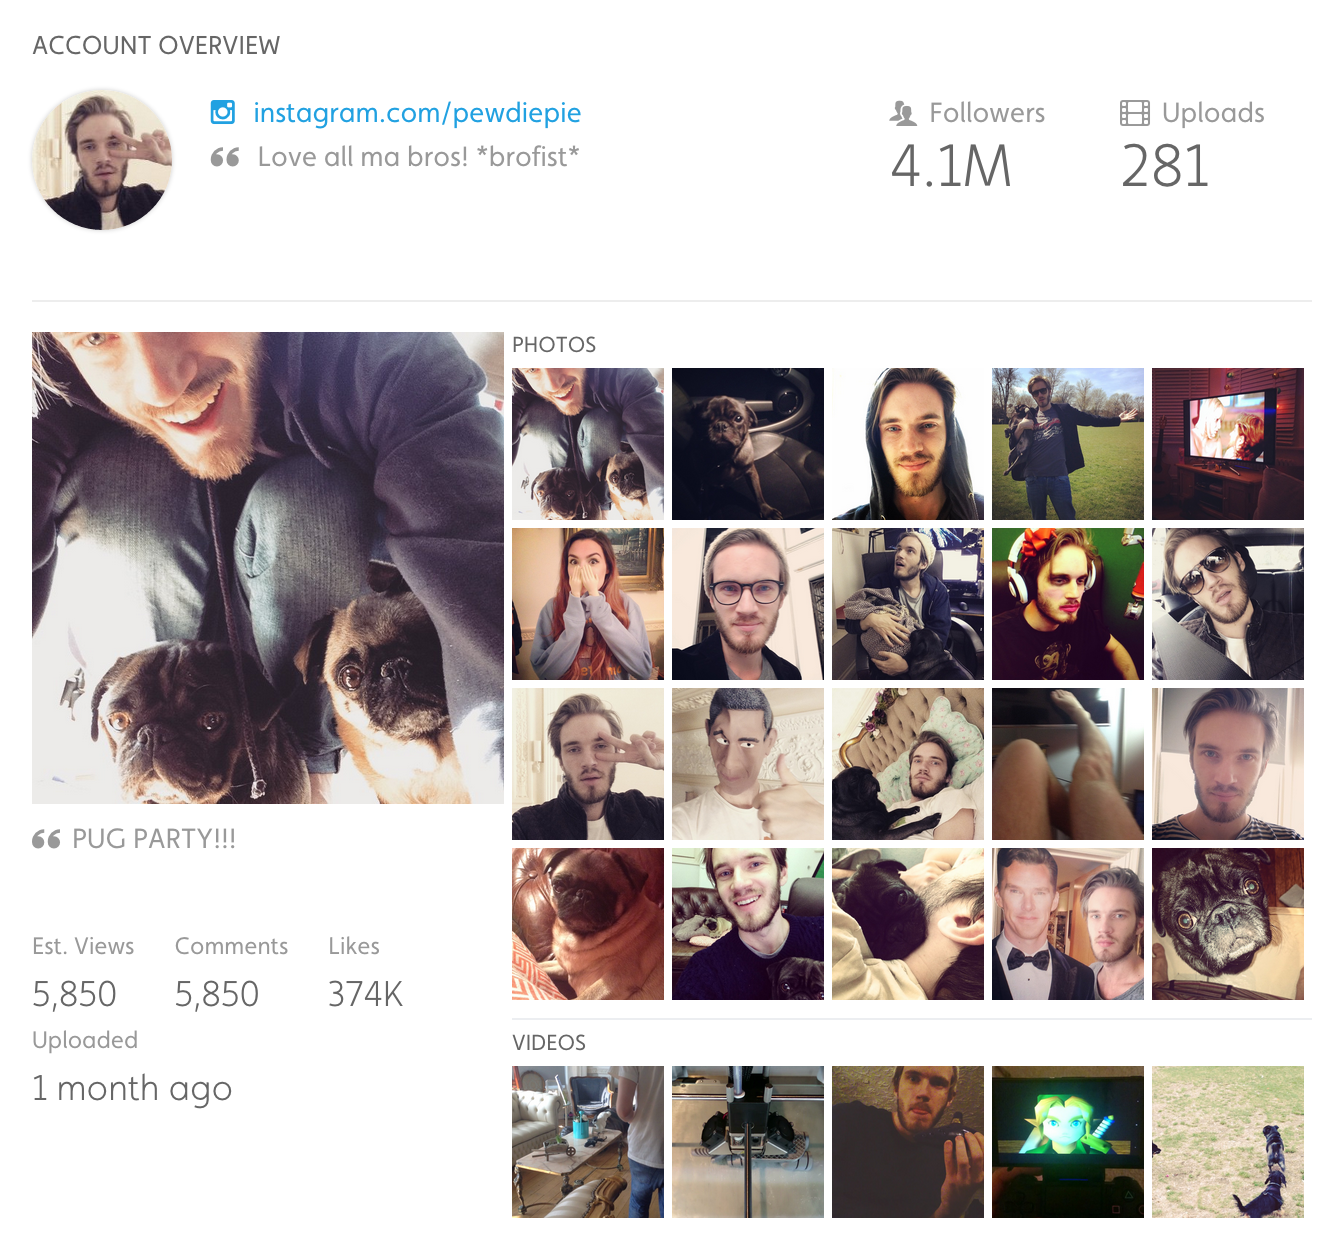 ACCOUNT OVERVIEW
instagram.com/pewdiepie
“ Love all ma bros! *brofist*
Followers
4.1M
Uploads
281
“ PUG PARTY!!!
Est. Views
5,850
Comments
5,850
Likes
374K
Uploaded
1 month ago
PHOTOS
VIDEOS